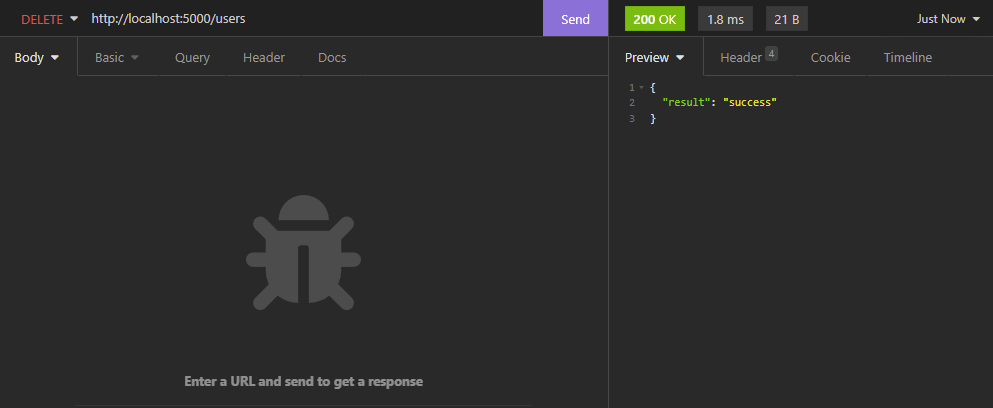 DELETE http://localhost:5000/users Send 200 OK 1.8 ms 21 B Just Now
Body Basic Query Header Docs Preview Header 4 Cookie Timeline
1 {
2 "result": "success"
3 }
Enter a URL and send to get a response